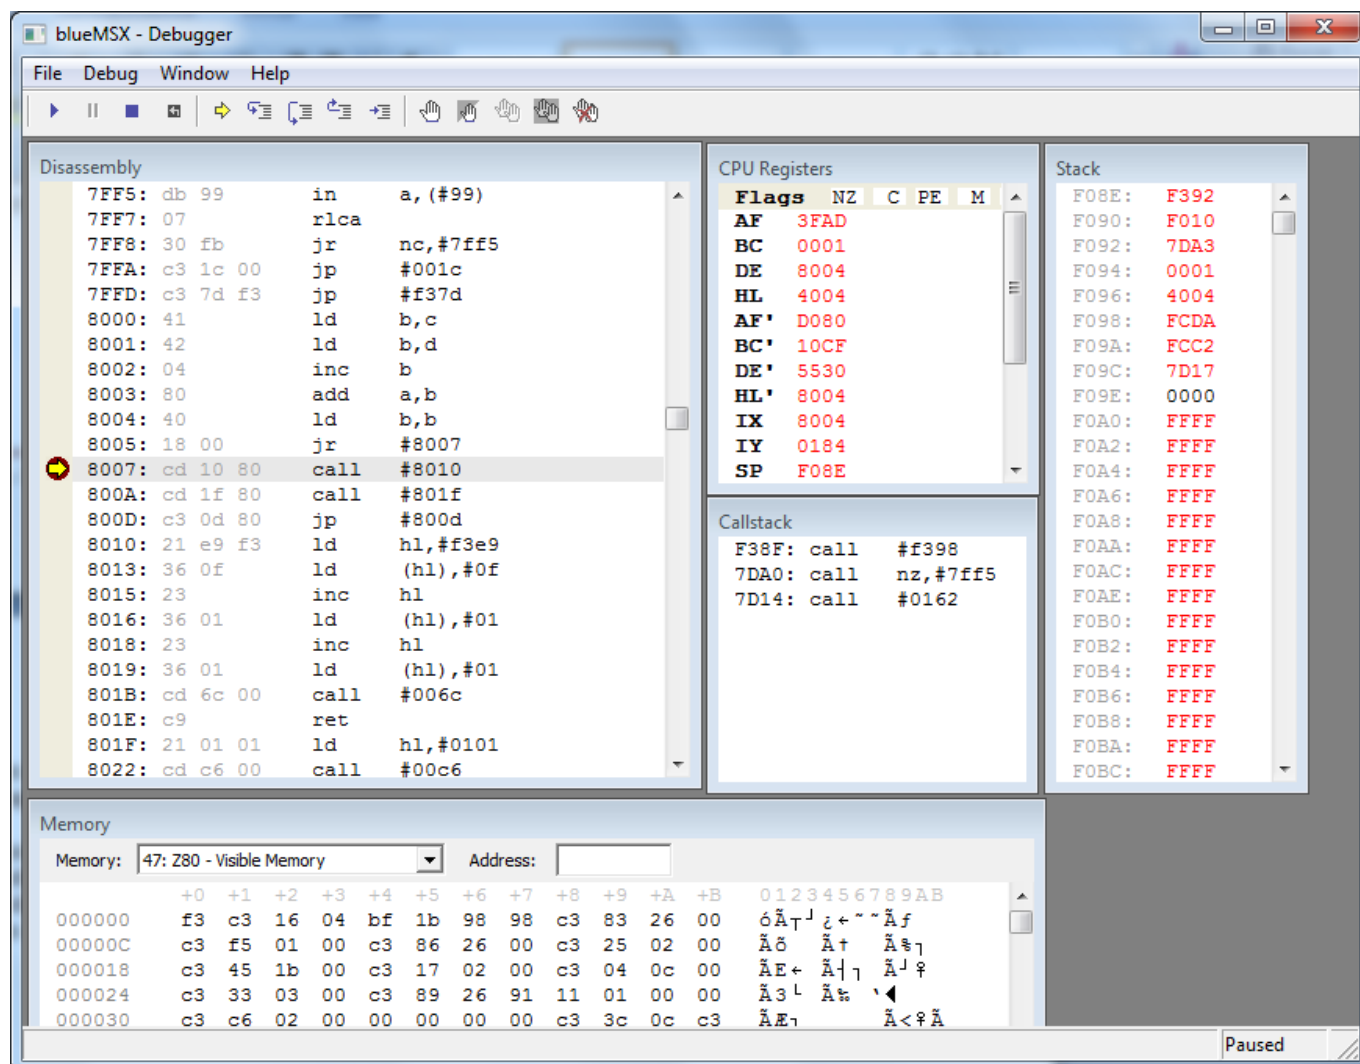 blueMSX - Debugger
File Debug Window Help
Disassembly
7FF5: db 99 in a,(#99)
7FF7: 07 rlca
7FF8: 30 fb jr nc,#7ff5
7FFA: c3 1c 00 jp #001c
7FFD: c3 7d f3 jp #f37d
8000: 41 ld b,c
8001: 42 ld b,d
8002: 04 inc b
8003: 80 add a,b
8004: 40 ld b,b
8005: 18 00 jr #8007
8007: cd 10 80 call #8010
800A: cd 1f 80 call #801f
800D: c3 0d 80 jp #800d
8010: 21 e9 f3 ld hl,#f3e9
8013: 36 0f ld (hl),#0f
8015: 23 inc hl
8016: 36 01 ld (hl),#01
8018: 23 inc hl
8019: 36 01 ld (hl),#01
801B: cd 6c 00 call #006c
801E: c9 ret
801F: 21 01 01 ld hl,#0101
8022: cd c6 00 call #00c6
CPU Registers
Flags NZ C PE M
AF 3FAD
BC 0001
DE 8004
HL 4004
AF' D080
BC' 10CF
DE' 5530
HL' 8004
IX 8004
IY 0184
SP F08E
Callstack
F38F: call #f398
7DA0: call nz,#7ff5
7D14: call #0162
Stack
F08E: F392
F090: F010
F092: 7DA3
F094: 0001
F096: 4004
F098: FCDA
F09A: FCC2
F09C: 7D17
F09E: 0000
F0A0: FFFF
F0A2: FFFF
F0A4: FFFF
F0A6: FFFF
F0A8: FFFF
F0AA: FFFF
F0AC: FFFF
F0AE: FFFF
F0B0: FFFF
F0B2: FFFF
F0B4: FFFF
F0B6: FFFF
F0B8: FFFF
F0BA: FFFF
F0BC: FFFF
Memory
Memory: 47: Z80 - Visible Memory Address:
+0 +1 +2 +3 +4 +5 +6 +7 +8 +9 +A +B 0123456789AB
000000 f3 c3 16 04 bf 1b 98 98 c3 83 26 00 óÃ┬┘¿←˜˜Ãƒ
00000C c3 f5 01 00 c3 86 26 00 c3 25 02 00 Ãõ Ã† Ã%┐
000018 c3 45 1b 00 c3 17 02 00 c3 04 0c 00 ÃE← Ã┤┐ Ã┘♀
000024 c3 33 03 00 c3 89 26 91 11 01 00 00 Ã3└ Ã‰ ‘◀
000030 c3 c6 02 00 00 00 00 00 c3 3c 0c c3 ÃÆ┐ Ã<♀Ã
Paused